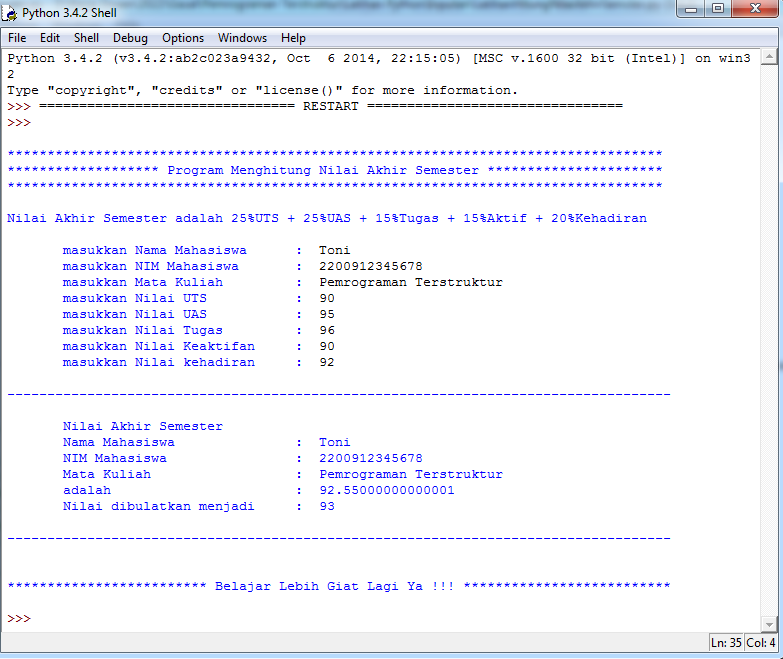 Python 3.4.2 Shell
File Edit Shell Debug Options Windows Help
Python 3.4.2 (v3.4.2:ab2c023a9432, Oct  6 2014, 22:15:05) [MSC v.1600 32 bit (Intel)] on win3
2
Type "copyright", "credits" or "license()" for more information.
>>> ================================ RESTART ================================
>>>
**********************************************************************************
******************* Program Menghitung Nilai Akhir Semester **********************
**********************************************************************************
Nilai Akhir Semester adalah 25%UTS + 25%UAS + 15%Tugas + 15%Aktif + 20%Kehadiran
masukkan Nama Mahasiswa : Toni
masukkan NIM Mahasiswa : 2200912345678
masukkan Mata Kuliah : Pemrograman Terstruktur
masukkan Nilai UTS : 90
masukkan Nilai UAS : 95
masukkan Nilai Tugas : 96
masukkan Nilai Keaktifan : 90
masukkan Nilai kehadiran : 92
-----------------------------------------------------------------------------------
Nilai Akhir Semester
Nama Mahasiswa : Toni
NIM Mahasiswa : 2200912345678
Mata Kuliah : Pemrograman Terstruktur
adalah : 92.55000000000001
Nilai dibulatkan menjadi : 93
-----------------------------------------------------------------------------------
************************* Belajar Lebih Giat Lagi Ya !!! **************************
>>>
Ln: 35 Col: 4